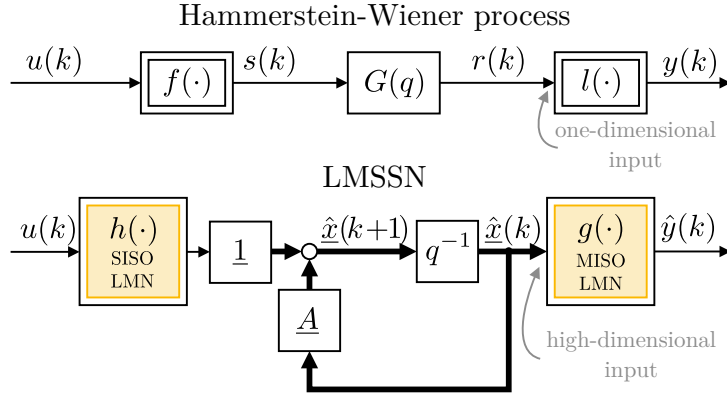 Hammerstein-Wiener process
u(k) f(·) s(k) G(q) r(k) l(·) y(k)
one-dimensional
input
LMSSN
u(k) h(·) SISO LMN 1 x̂(k+1) q⁻¹ x̂(k) g(·) MISO LMN ŷ(k)
A
high-dimensional
input